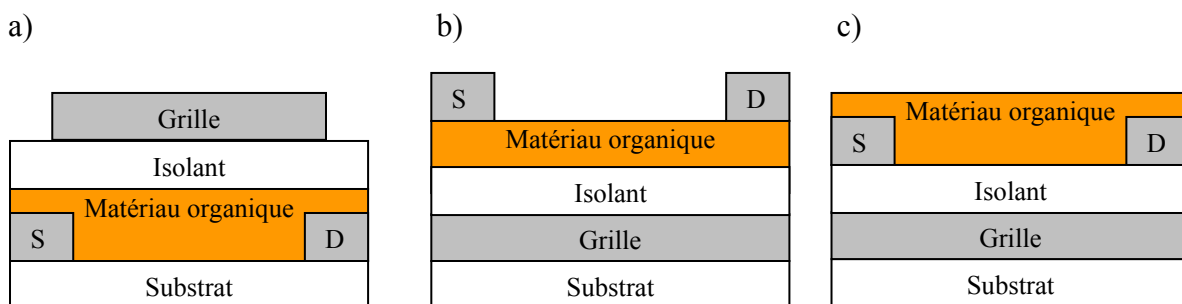 a)
Grille
Isolant
Matériau organique
S
D
Substrat
b)
S
D
Matériau organique
Isolant
Grille
Substrat
c)
Matériau organique
S
D
Isolant
Grille
Substrat